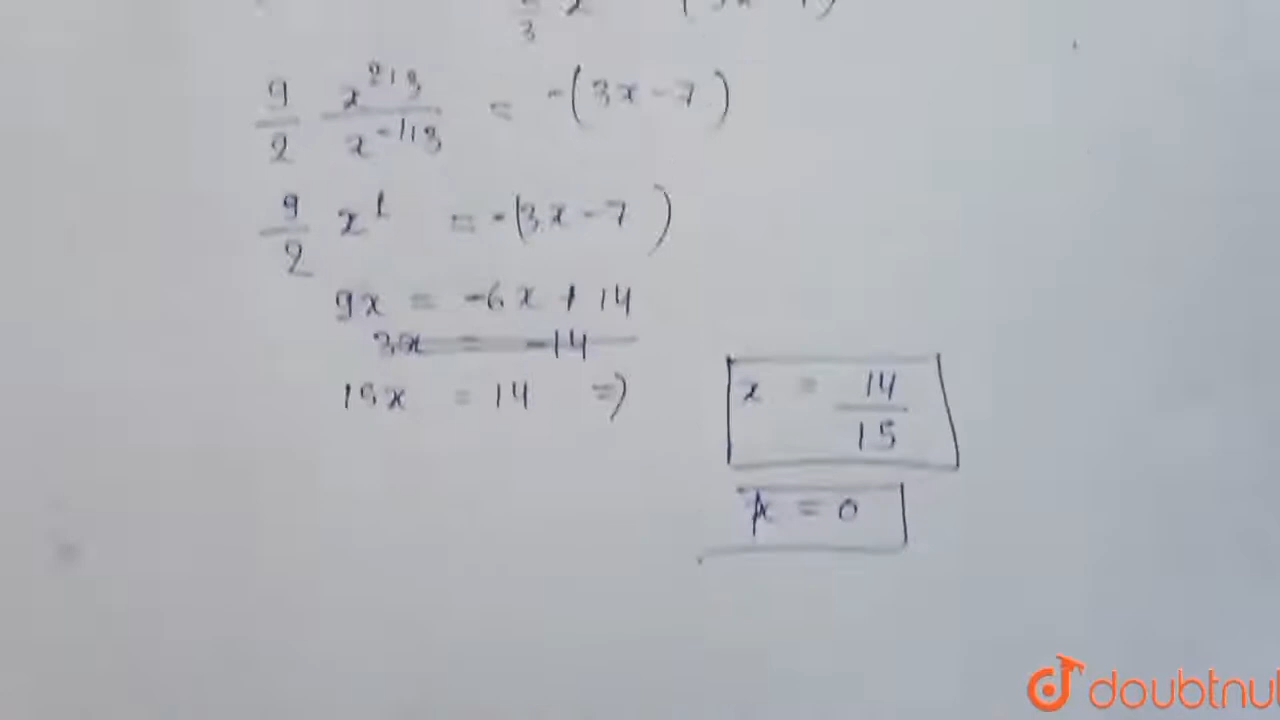 9/2 x^2/3 / x^-1/3 = -(3x-7)
9/2 x^1 = -(3x-7)
9x = -6x + 14
3x = -14
15x = 14 =>
x = 14/15
x = 0
doubtnu